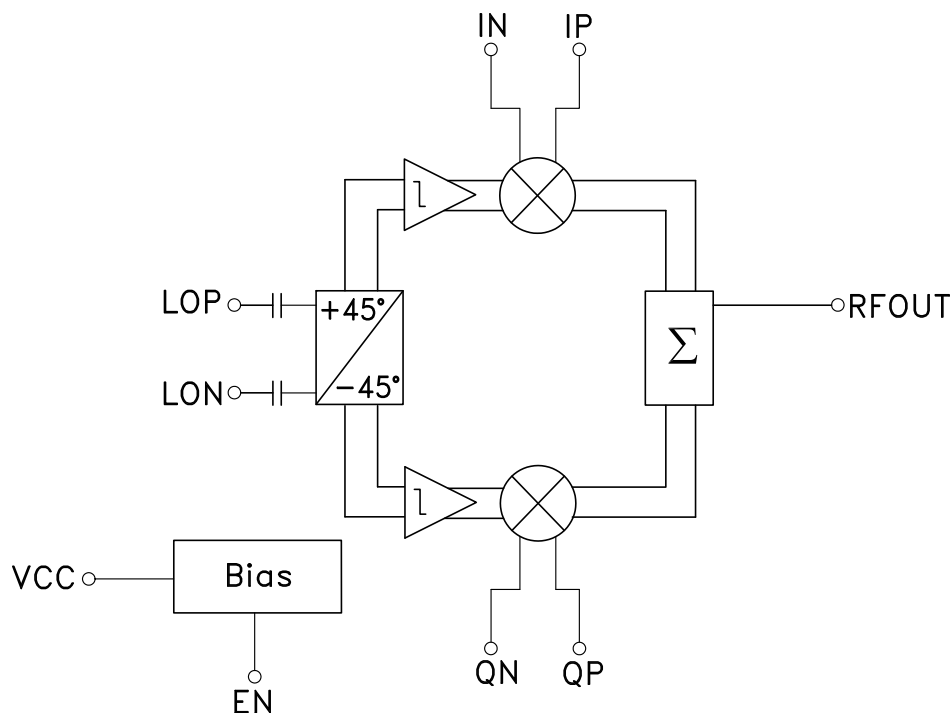 IN IP
LOP
+45°
Σ
RFOUT
LON
−45°
VCC
Bias
EN
QN QP